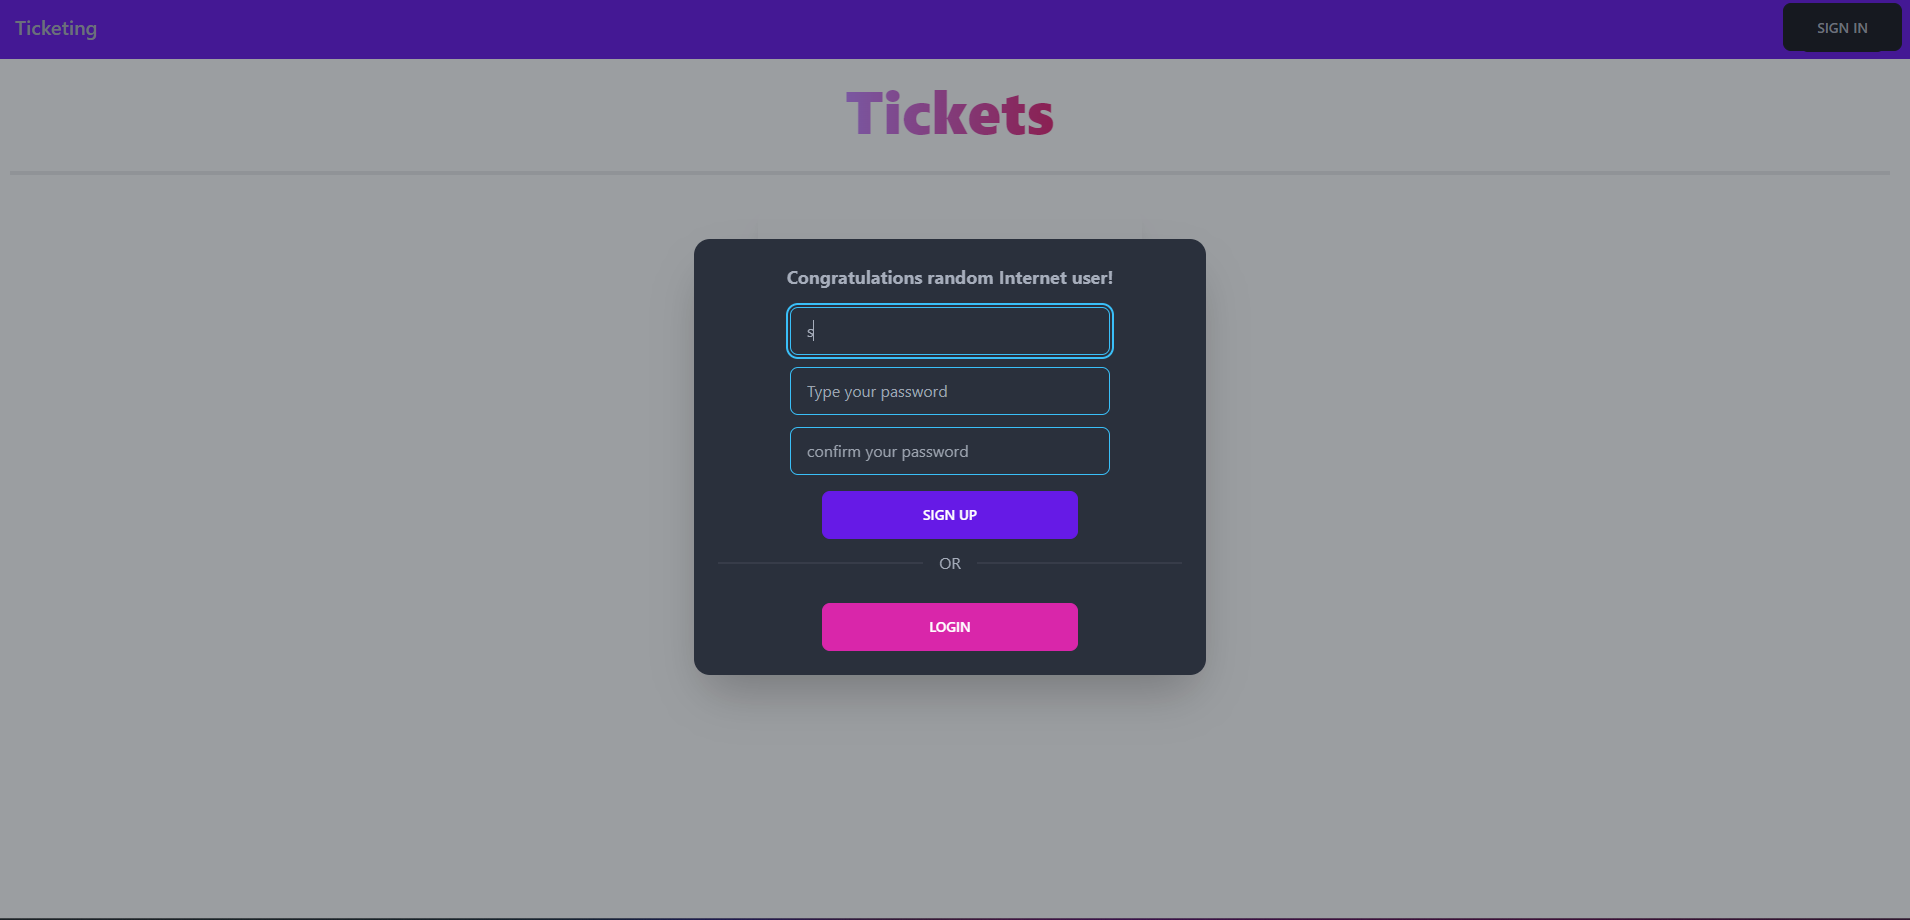 Ticketing
SIGN IN
Tickets
Congratulations random Internet user!
s
Type your password
confirm your password
SIGN UP
OR
LOGIN